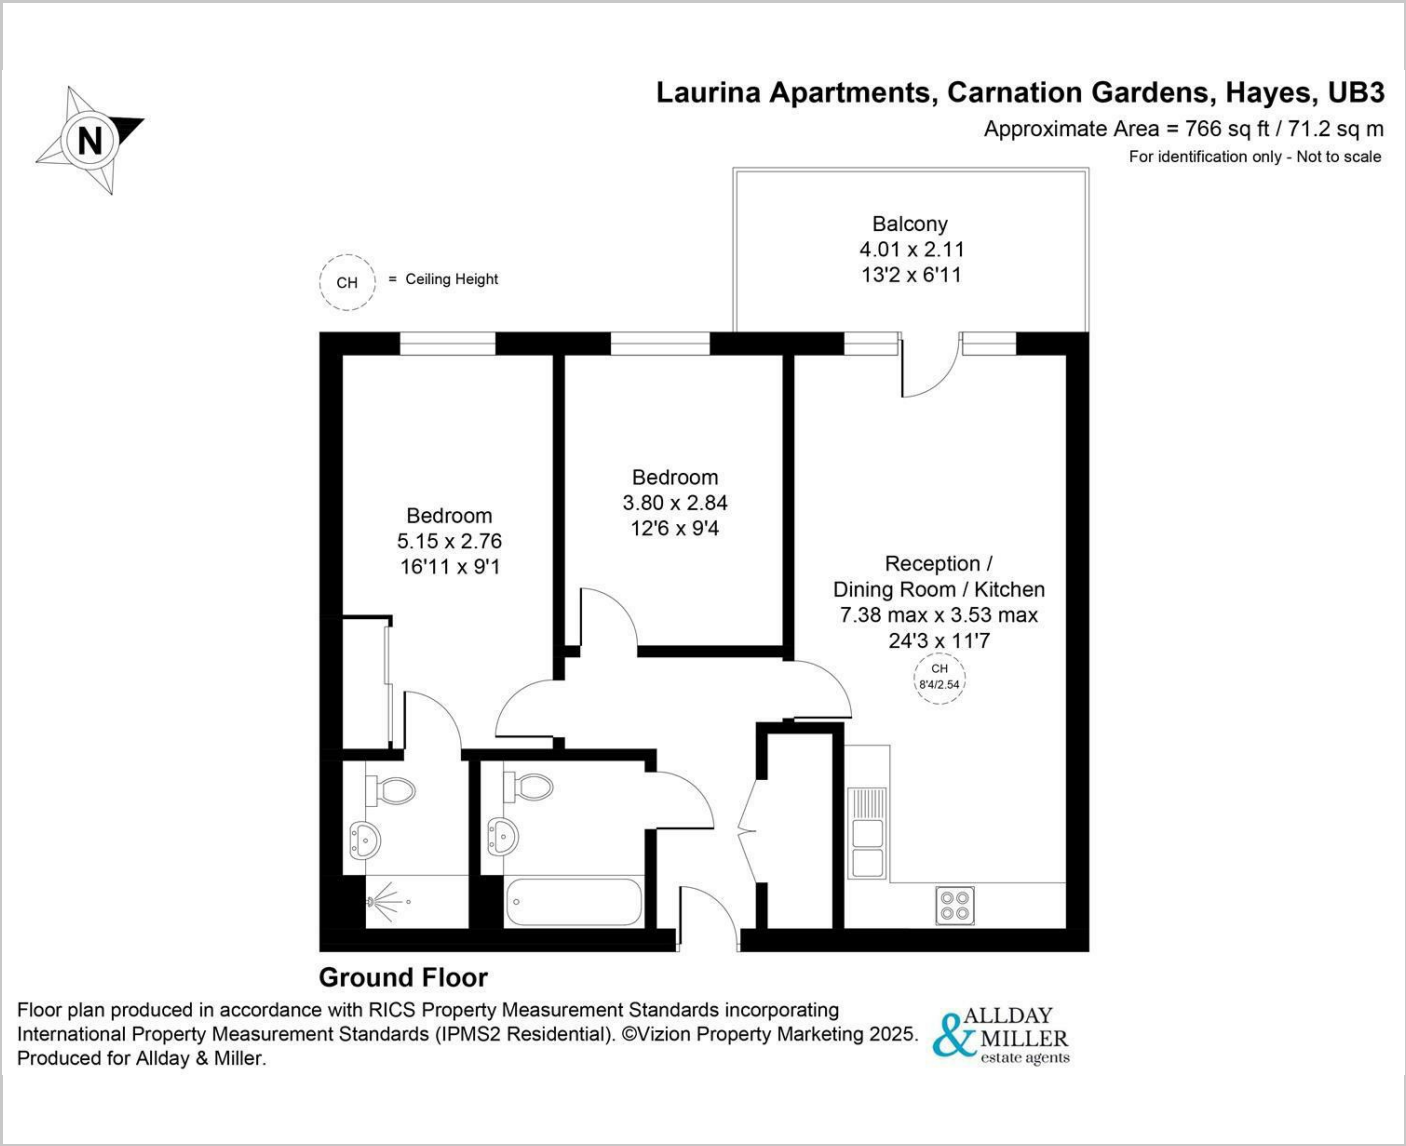 N
Laurina Apartments, Carnation Gardens, Hayes, UB3
Approximate Area = 766 sq ft / 71.2 sq m
For identification only - Not to scale
Balcony
4.01 x 2.11
13'2 x 6'11
CH
= Ceiling Height
Bedroom
3.80 x 2.84
12'6 x 9'4
Bedroom
5.15 x 2.76
16'11 x 9'1
Reception /
Dining Room / Kitchen
7.38 max x 3.53 max
24'3 x 11'7
CH
8'4/2.54
Ground Floor
Floor plan produced in accordance with RICS Property Measurement Standards incorporating
International Property Measurement Standards (IPMS2 Residential). ©Vizion Property Marketing 2025.
Produced for Allday & Miller.
ALLDAY
& MILLER
estate agents